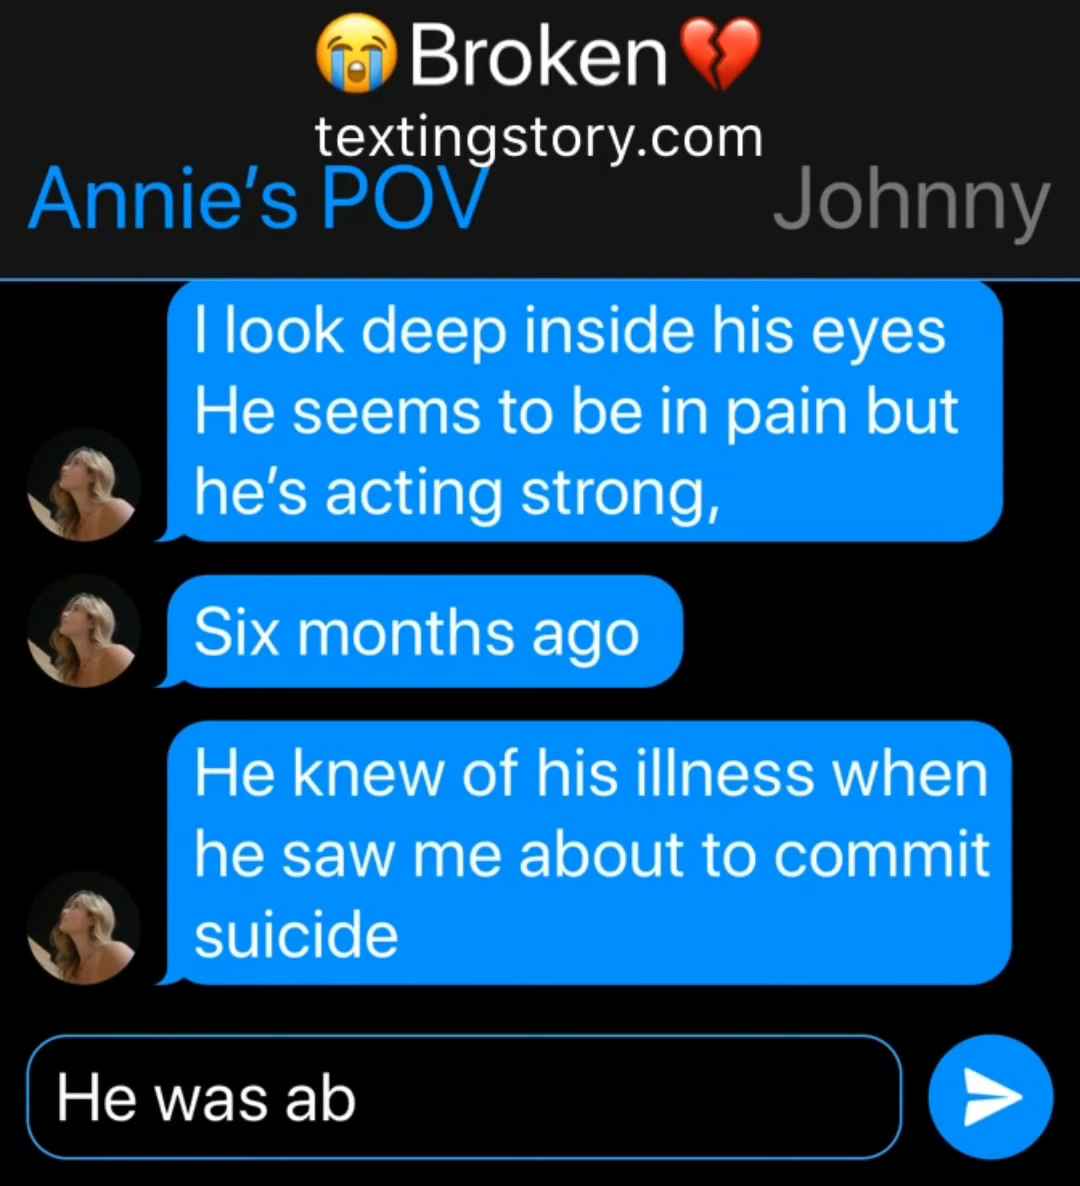 😭Broken💔
textingstory.com
Annie’s POV
Johnny
I look deep inside his eyes
He seems to be in pain but
he’s acting strong,
Six months ago
He knew of his illness when
he saw me about to commit
suicide
He was ab